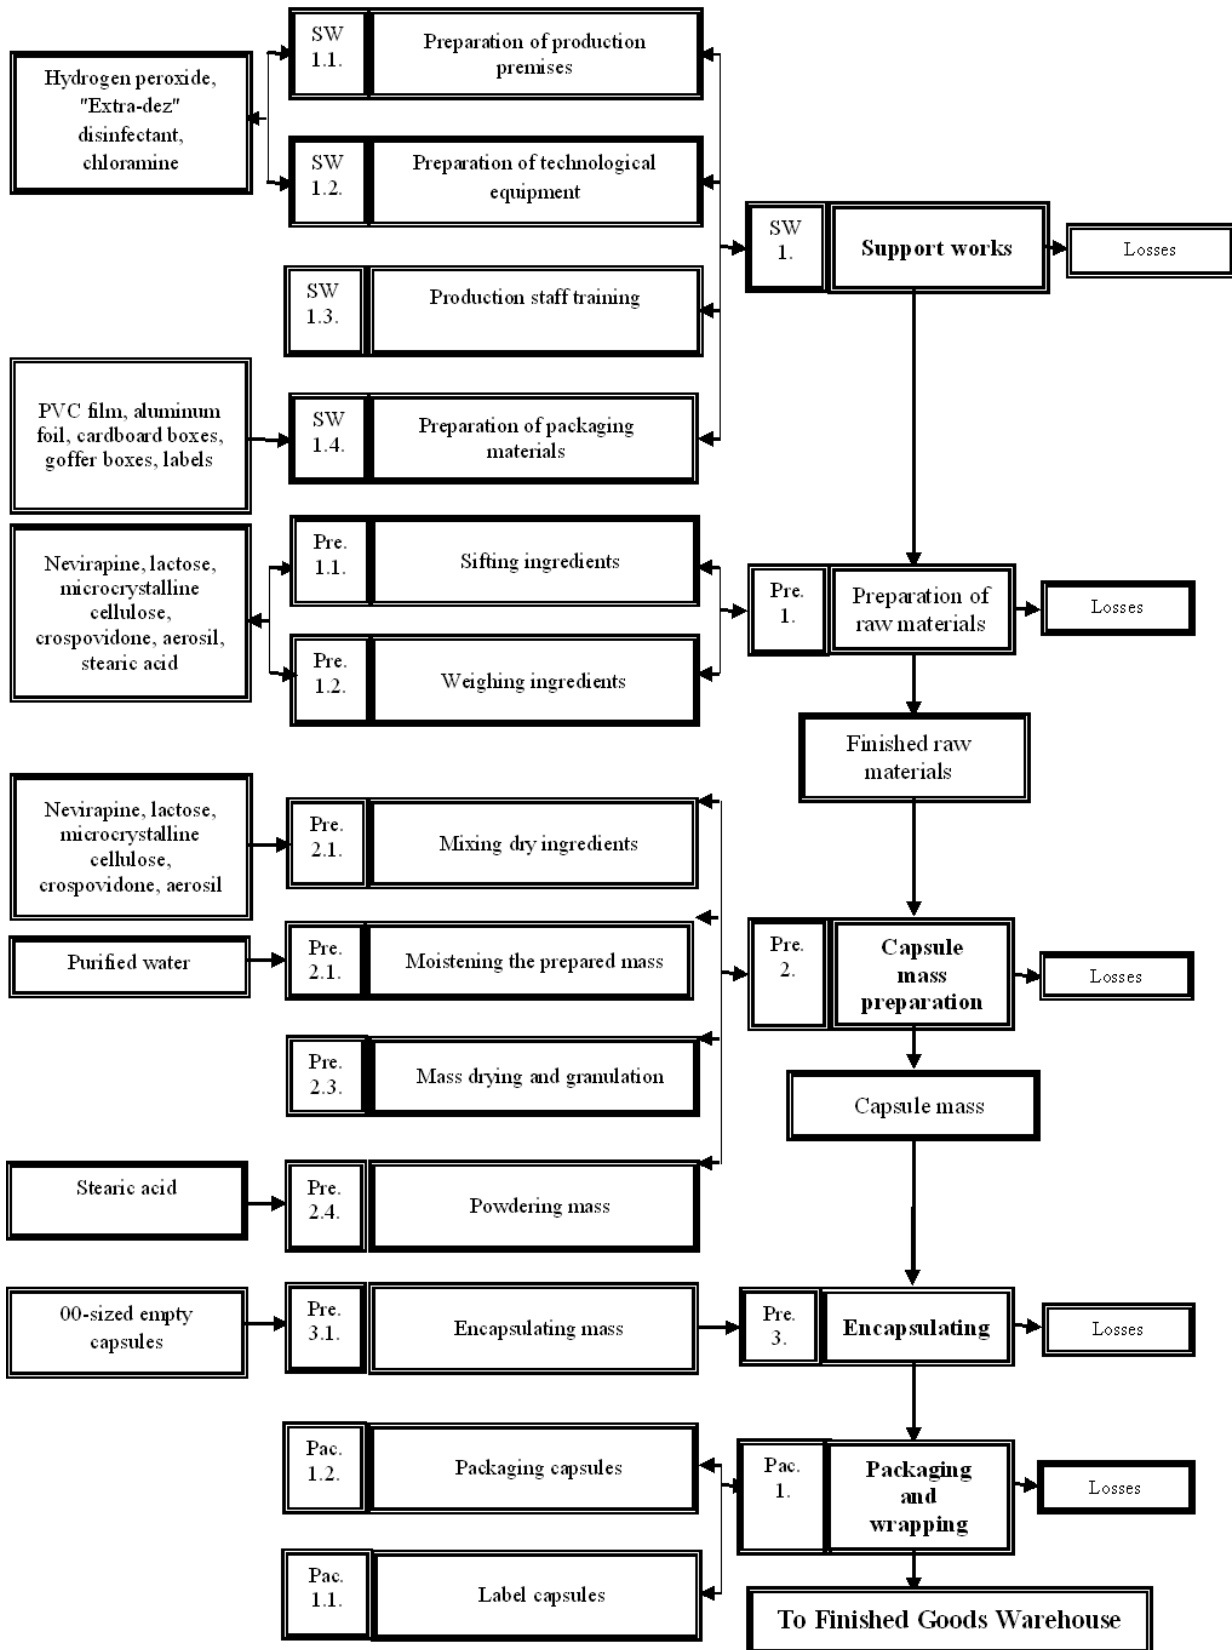 SW
1.1.
Preparation of production
premises
Hydrogen peroxide,
"Extra-dez"
disinfectant,
chloramine
SW
1.2.
Preparation of technological
equipment
SW
1.
Support works
Losses
SW
1.3.
Production staff training
PVC film, aluminum
foil, cardboard boxes,
goffer boxes, labels
SW
1.4.
Preparation of packaging
materials
Nevirapine, lactose,
microcrystalline
cellulose,
crospovidone, aerosil,
stearic acid
Pre.
1.1.
Sifting ingredients
Pre.
1.
Preparation of
raw materials
Losses
Pre.
1.2.
Weighing ingredients
Finished raw
materials
Nevirapine, lactose,
microcrystalline
cellulose,
crospovidone, aerosil
Pre.
2.1.
Mixing dry ingredients
Purified water
Pre.
2.1.
Moistening the prepared mass
Pre.
2.
Capsule
mass
preparation
Losses
Pre.
2.3.
Mass drying and granulation
Capsule mass
Stearic acid
Pre.
2.4.
Powdering mass
00-sized empty
capsules
Pre.
3.1.
Encapsulating mass
Pre.
3.
Encapsulating
Losses
Pac.
1.2.
Packaging capsules
Pac.
1.
Packaging
and
wrapping
Losses
Pac.
1.1.
Label capsules
To Finished Goods Warehouse